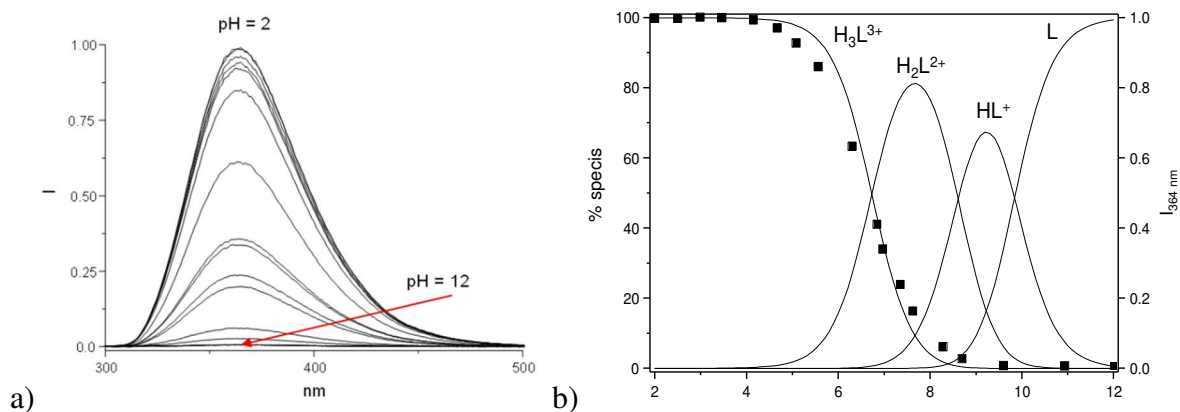 pH = 2
1.00
0.75
0.50
0.25
0.0
I
pH = 12
300
400
500
nm
a)
100
80
60
40
20
0
% specis
H₃L³⁺
H₂L²⁺
HL⁺
L
1.0
0.8
0.6
0.4
0.2
0.0
I₃₆₄ ₙₘ
2
4
6
8
10
12
b)